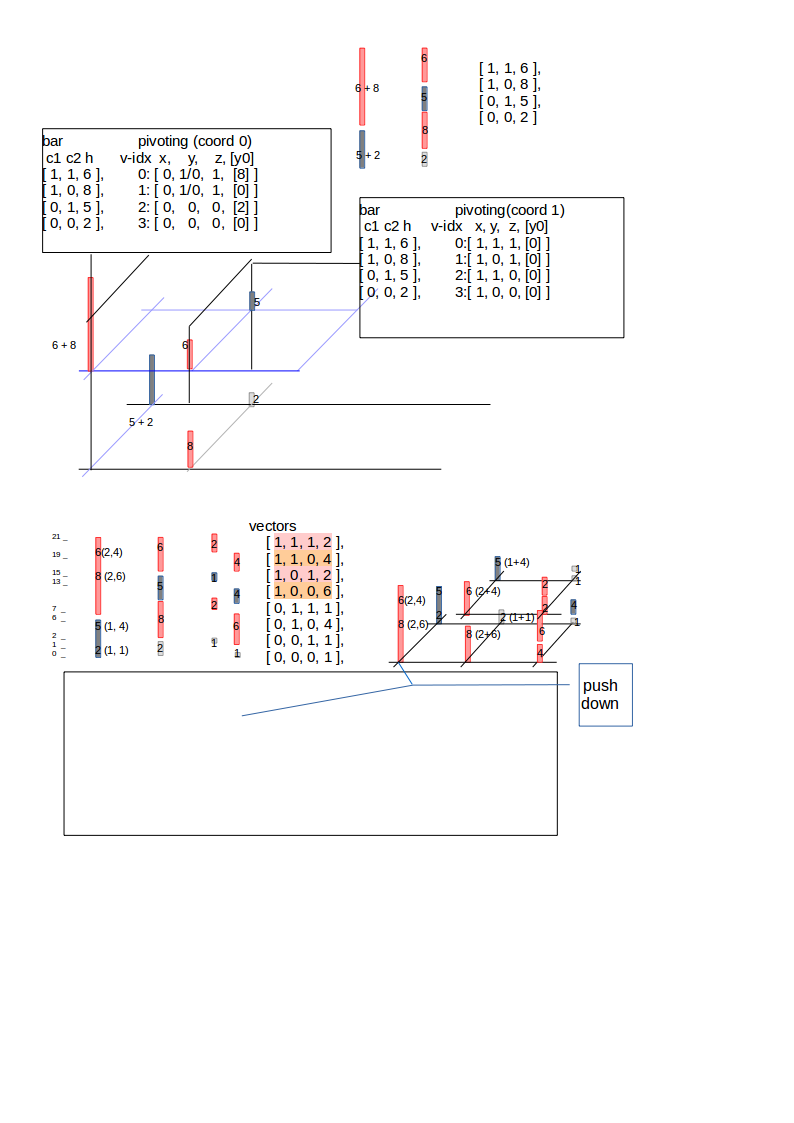 6
6 + 8
5
8
5 + 2
2
[ 1, 1, 6 ],
[ 1, 0, 8 ],
[ 0, 1, 5 ],
[ 0, 0, 2 ]
bar pivoting (coord 0)
c1 c2 h v-idx x, y, z, [y0]
[ 1, 1, 6 ], 0: [ 0, 1/0, 1, [8] ]
[ 1, 0, 8 ], 1: [ 0, 1/0, 1, [0] ]
[ 0, 1, 5 ], 2: [ 0, 0, 0, [2] ]
[ 0, 0, 2 ], 3: [ 0, 0, 0, [0] ]
bar pivoting(coord 1)
c1 c2 h v-idx x, y, z, [y0]
[ 1, 1, 6 ], 0:[ 1, 1, 1, [0] ]
[ 1, 0, 8 ], 1:[ 1, 0, 1, [0] ]
[ 0, 1, 5 ], 2:[ 1, 1, 0, [0] ]
[ 0, 0, 2 ], 3:[ 1, 0, 0, [0] ]
5
6 + 8
6
2
5 + 2
8
vectors
21 _
19 _
15 _
13 _
7 _
6 _
2 _
1 _
0 _
6(2,4)
8 (2,6)
5 (1, 4)
2 (1, 1)
6
5
8
2
2
1
2
1
4
4
6
1
[ 1, 1, 1, 2 ],
[ 1, 1, 0, 4 ],
[ 1, 0, 1, 2 ],
[ 1, 0, 0, 6 ],
[ 0, 1, 1, 1 ],
[ 0, 1, 0, 4 ],
[ 0, 0, 1, 1 ],
[ 0, 0, 0, 1 ],
5 (1+4)
1
1
6(2,4)
5
6 (2+4)
2
2
4
8 (2,6)
2
2 (1+1)
1
8 (2+6)
6
4
push
down